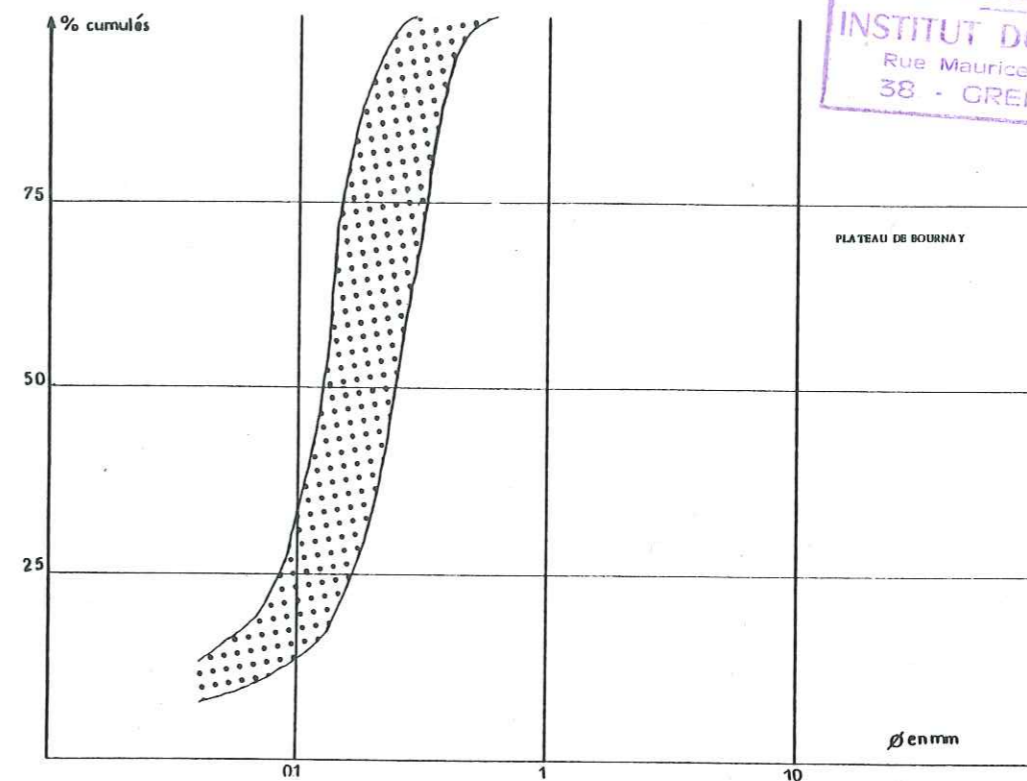 % cumulés
INSTITUT
Rue Maurice
38 - GRE
75
PLATEAU DE BOURNAY
50
25
Ø en mm
01
1
10